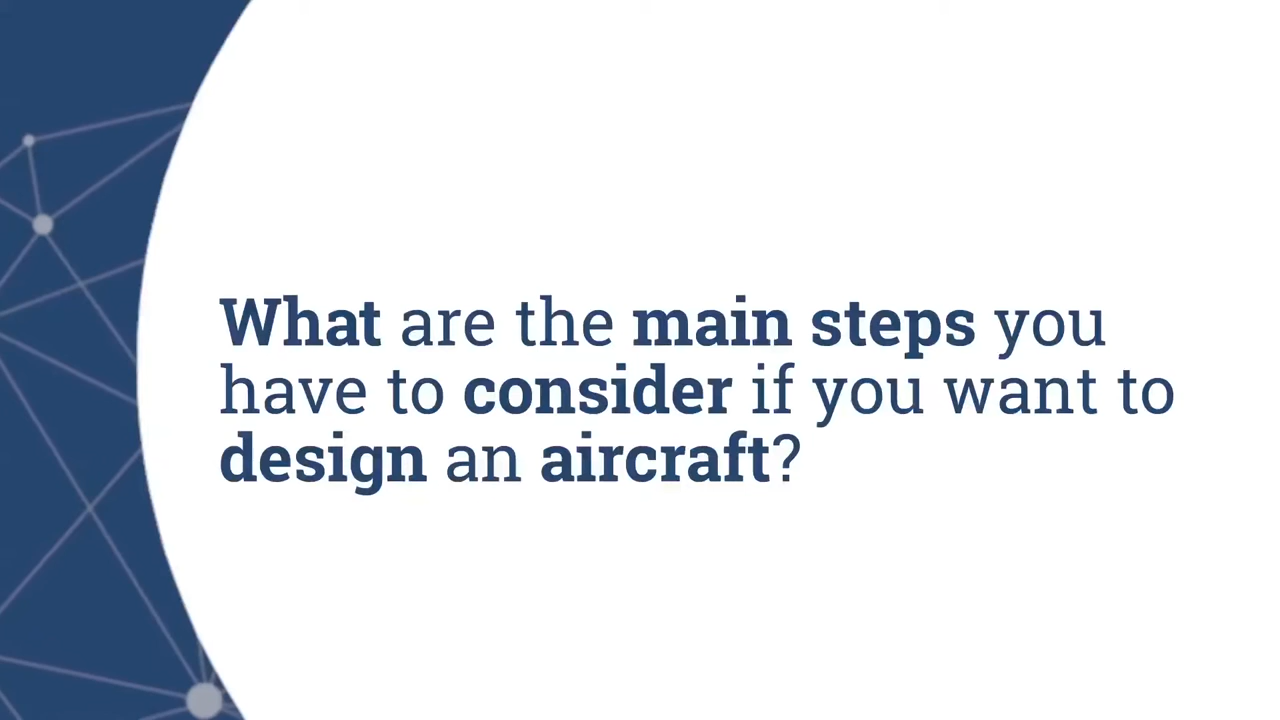 What are the main steps you
have to consider if you want to
design an aircraft?